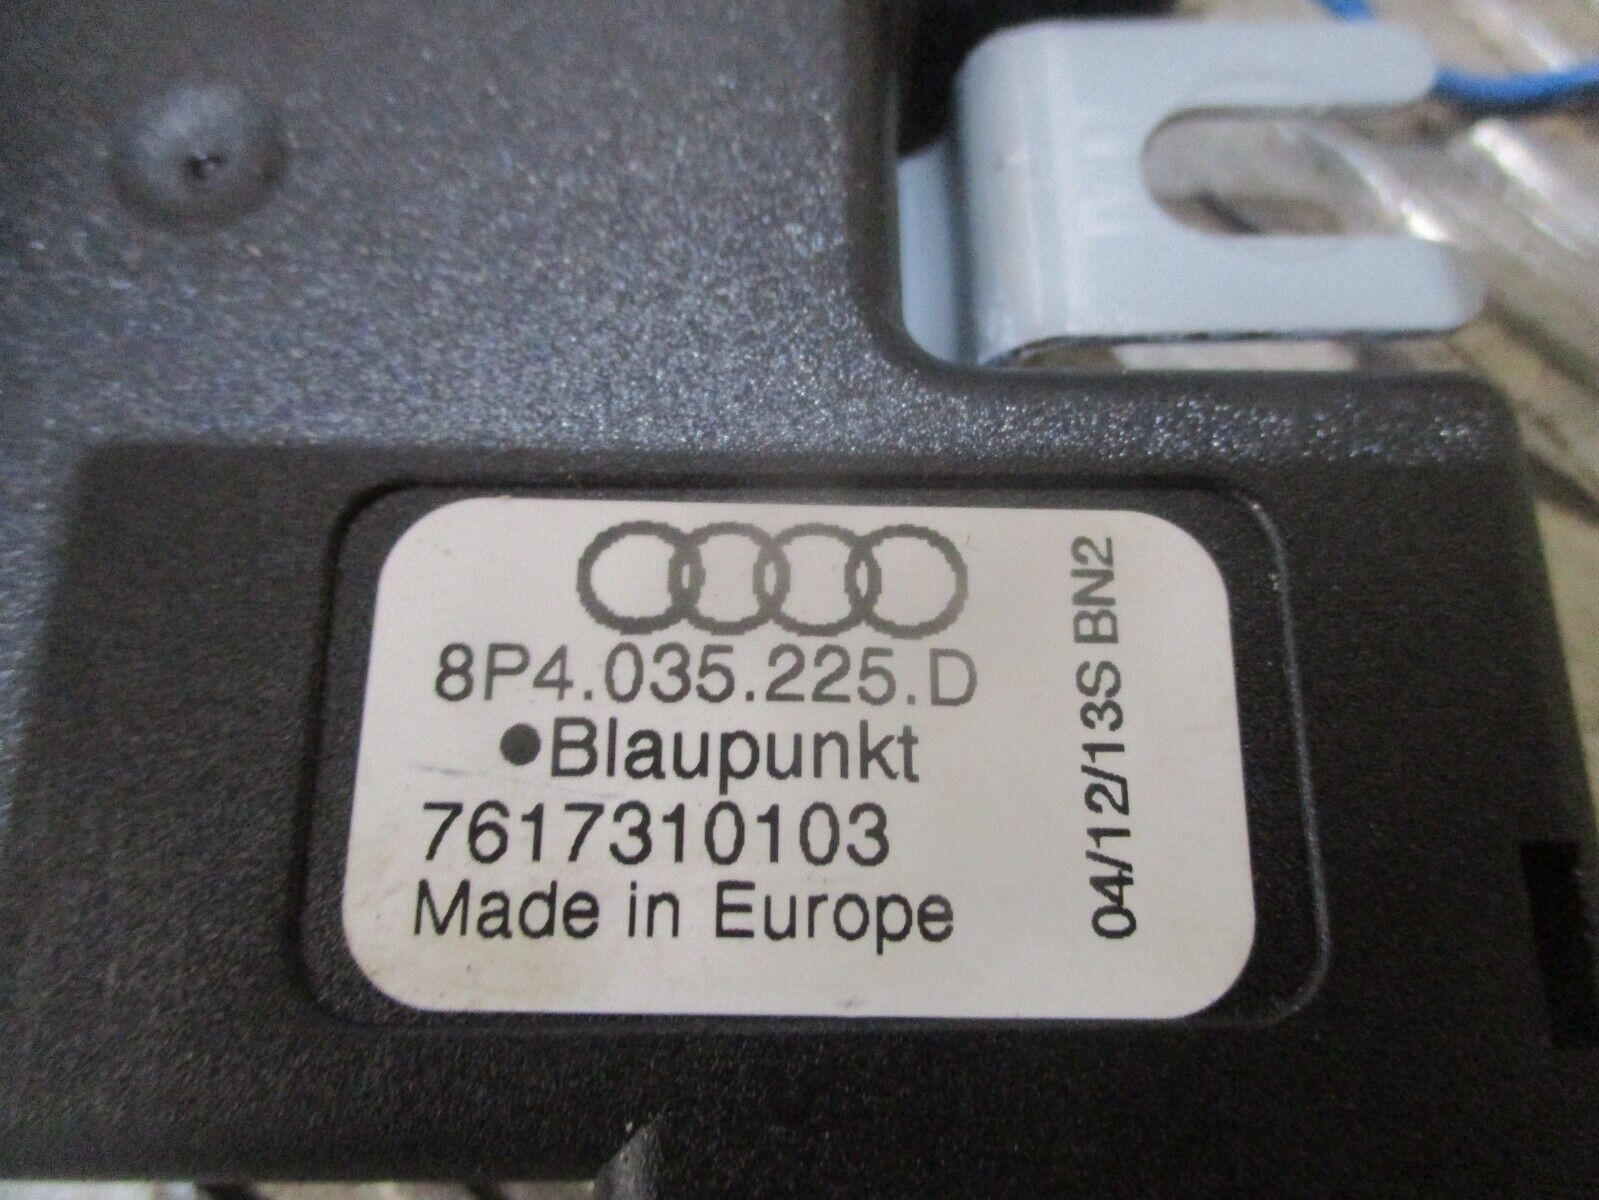 8P4.035.225.D
●Blaupunkt
7617310103
Made in Europe
04/12/13S BN2